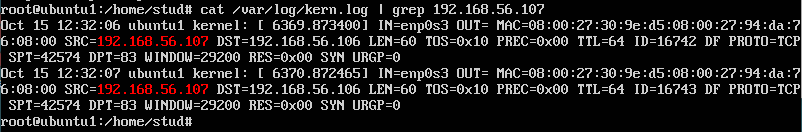 root@ubuntu1:/home/stud# cat /var/log/kern.log | grep 192.168.56.107
Oct 15 12:32:06 ubuntu1 kernel: [ 6369.873400] IN=enp0s3 OUT= MAC=08:00:27:30:9e:d5:08:00:27:94:da:7
6:08:00 SRC=192.168.56.107 DST=192.168.56.106 LEN=60 TOS=0x10 PREC=0x00 TTL=64 ID=16742 DF PROTO=TCP
 SPT=42574 DPT=83 WINDOW=29200 RES=0x00 SYN URGP=0
Oct 15 12:32:07 ubuntu1 kernel: [ 6370.872465] IN=enp0s3 OUT= MAC=08:00:27:30:9e:d5:08:00:27:94:da:7
6:08:00 SRC=192.168.56.107 DST=192.168.56.106 LEN=60 TOS=0x10 PREC=0x00 TTL=64 ID=16743 DF PROTO=TCP
 SPT=42574 DPT=83 WINDOW=29200 RES=0x00 SYN URGP=0
root@ubuntu1:/home/stud#